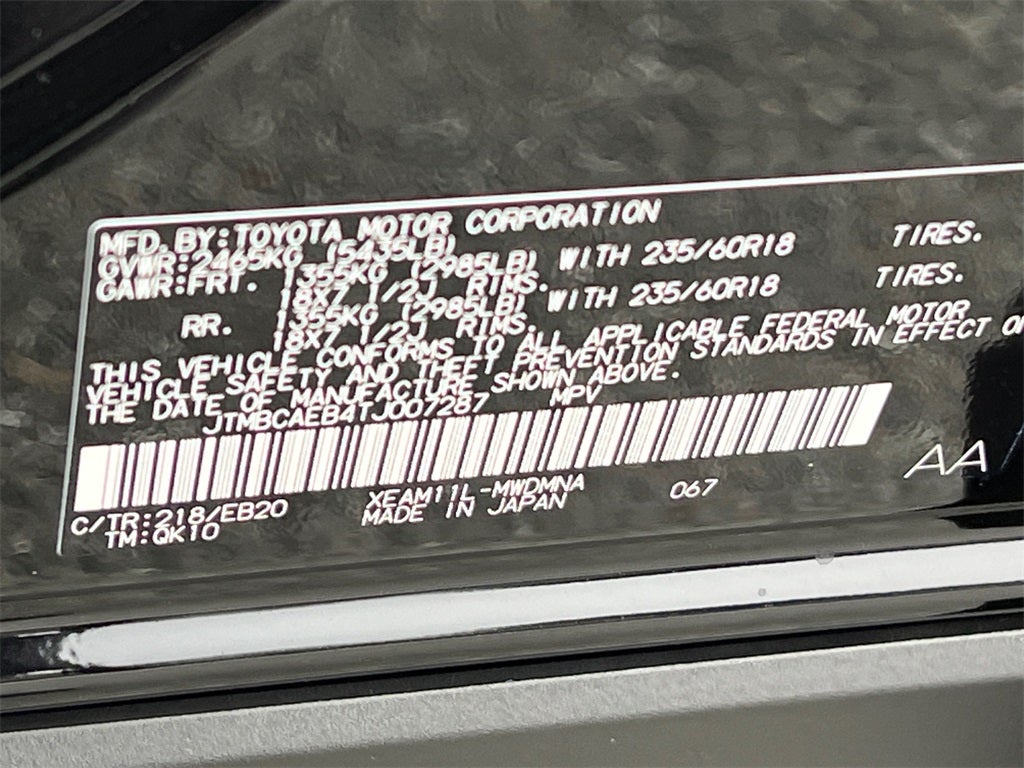 MFD. BY:TOYOTA MOTOR CORPORATION
GVWR:2465KG (5435LB)
GAWR:FRT. 1355KG (2985LB) WITH 235/60R18 TIRES.
18X7 1/2J RIMS.
RR. 1355KG (2985LB) WITH 235/60R18 TIRES.
18X7 1/2J RIMS.
THIS VEHICLE CONFORMS TO ALL APPLICABLE FEDERAL MOTOR
VEHICLE SAFETY AND THEFT PREVENTION STANDARDS IN EFFECT
THE DATE OF MANUFACTURE SHOWN ABOVE.
JTMBCAEB4TJ007287 MPV
AA
C/TR:218/EB20 XEAM11L-MWDMNA 067
TM:QK10 MADE IN JAPAN